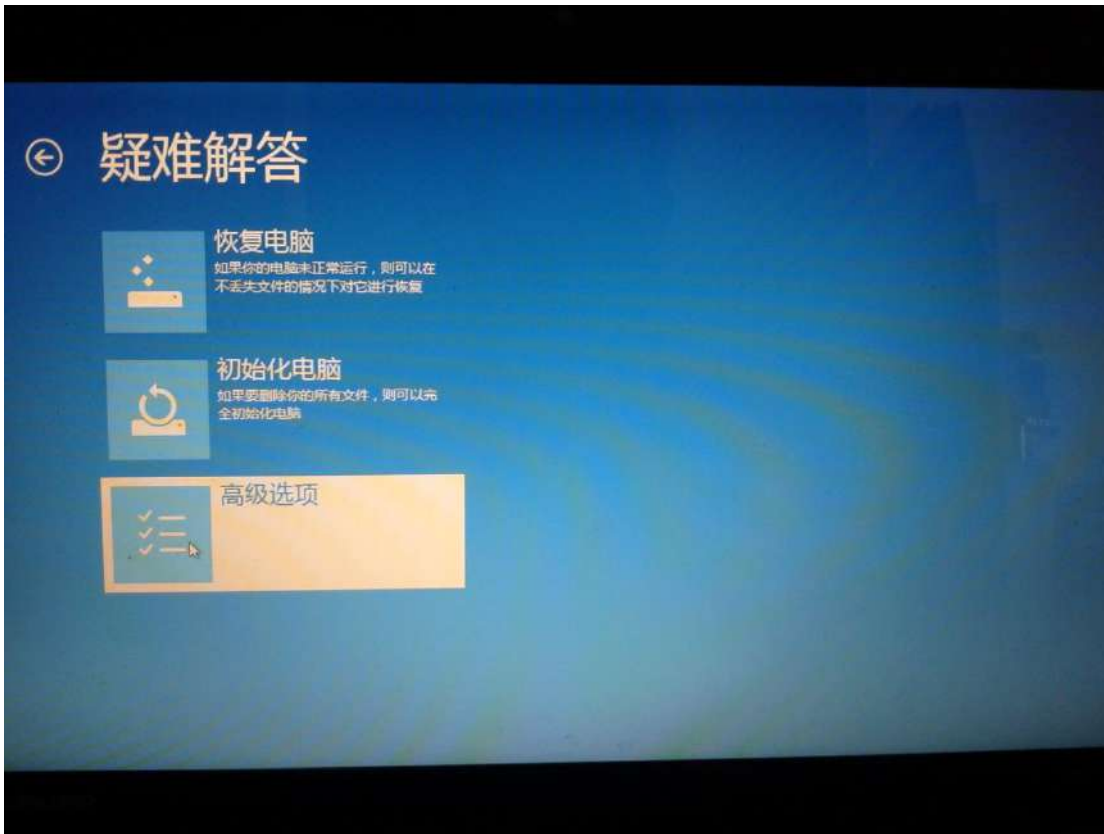 疑难解答
恢复电脑
如果你的电脑未正常运行，则可以在
不丢失文件的情况下对它进行恢复
初始化电脑
如果要删除你的所有文件，则可以完
全初始化电脑
高级选项